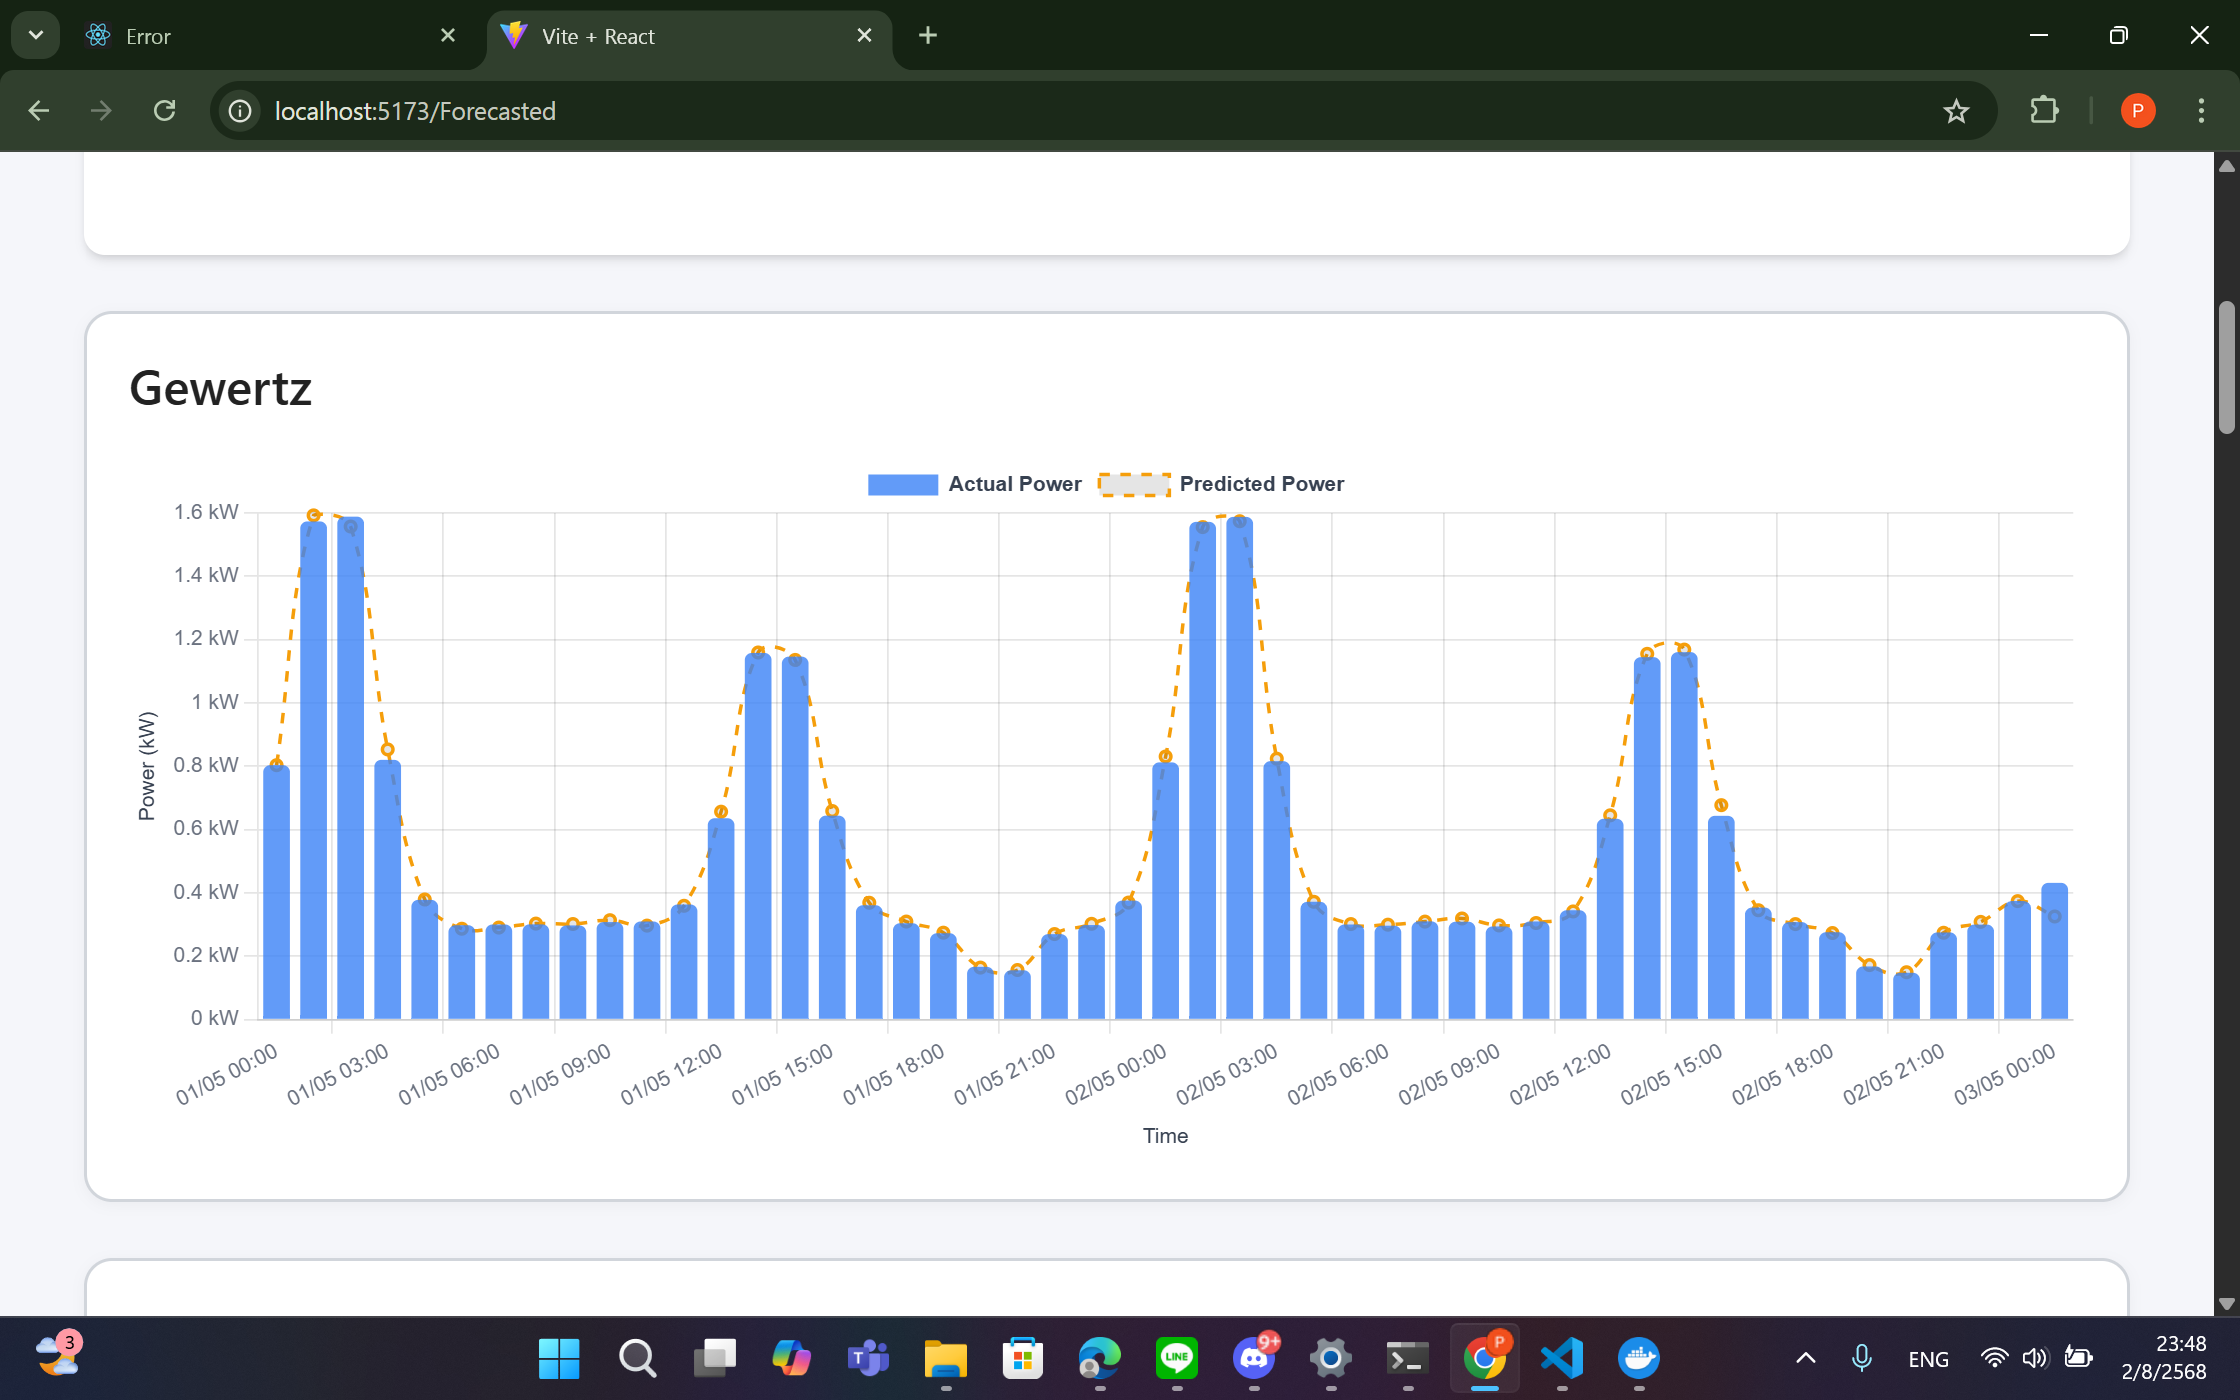 Error
Vite + React
localhost:5173/Forecasted
P
Gewertz
Actual Power
Predicted Power
1.6 kW
1.4 kW
1.2 kW
1 kW
0.8 kW
0.6 kW
0.4 kW
0.2 kW
0 kW
Power (kW)
01/05 00:00
01/05 03:00
01/05 06:00
01/05 09:00
01/05 12:00
01/05 15:00
01/05 18:00
01/05 21:00
02/05 00:00
02/05 03:00
02/05 06:00
02/05 09:00
02/05 12:00
02/05 15:00
02/05 18:00
02/05 21:00
03/05 00:00
Time
3
T
LINE
9+
P
ENG
23:48
2/8/2568